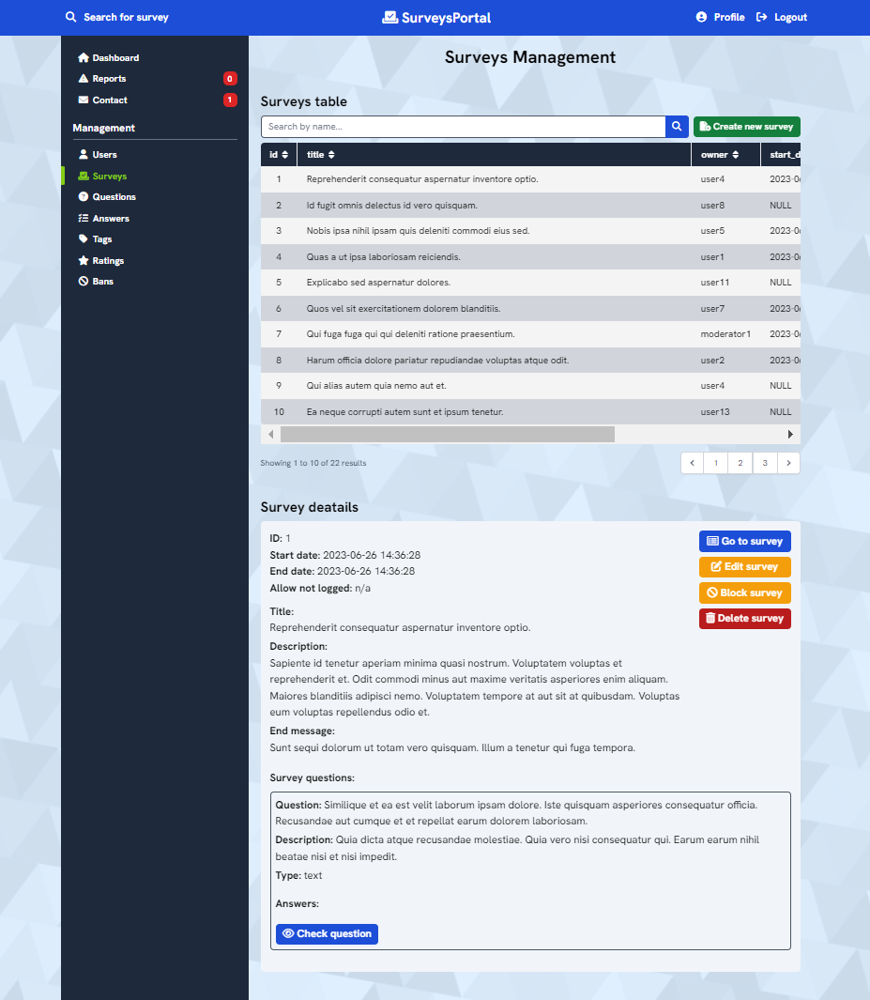 Search for survey
SurveysPortal
Profile
Logout
Dashboard
Reports 0
Contact 1
Management
Users
Surveys
Questions
Answers
Tags
Ratings
Bans
Surveys Management
Surveys table
Search by name...
Create new survey
id title owner start_d
1 Reprehenderit consequatur aspernatur inventore optio. user4 2023-06
2 Id fugit omnis delectus id vero quisquam. user8 NULL
3 Nobis ipsa nihil ipsam quis deleniti commodi eius sed. user5 2023-06
4 Quas a ut ipsa laboriosam reiciendis. user1 2023-06
5 Explicabo sed aspernatur dolores. user11 NULL
6 Quos vel sit exercitationem dolorem blanditiis. user7 2023-06
7 Qui fuga fuga qui qui deleniti ratione praesentium. moderator1 2023-06
8 Harum officia dolore pariatur repudiandae voluptas atque odit. user2 2023-06
9 Qui alias autem quia nemo aut et. user4 NULL
10 Ea neque corrupti autem sunt et ipsum tenetur. user13 NULL
Showing 1 to 10 of 22 results
1 2 3
Survey deatails
ID: 1
Start date: 2023-06-26 14:36:28
End date: 2023-06-26 14:36:28
Allow not logged: n/a
Go to survey
Edit survey
Block survey
Delete survey
Title:
Reprehenderit consequatur aspernatur inventore optio.
Description:
Sapiente id tenetur aperiam minima quasi nostrum. Voluptatem voluptas et
reprehenderit et. Odit commodi minus aut maxime veritatis asperiores enim aliquam.
Maiores blanditiis adipisci nemo. Voluptatem tempore at aut sit at quibusdam. Voluptas
eum voluptas repellendus odio et.
End message:
Sunt sequi dolorum ut totam vero quisquam. Illum a tenetur qui fuga tempora.
Survey questions:
Question: Similique et ea est velit laborum ipsam dolore. Iste quisquam asperiores consequatur officia.
Recusandae aut cumque et et repellat earum dolorem laboriosam.
Description: Quia dicta atque recusandae molestiae. Quia vero nisi consequatur qui. Earum earum nihil
beatae nisi et nisi impedit.
Type: text
Answers:
Check question